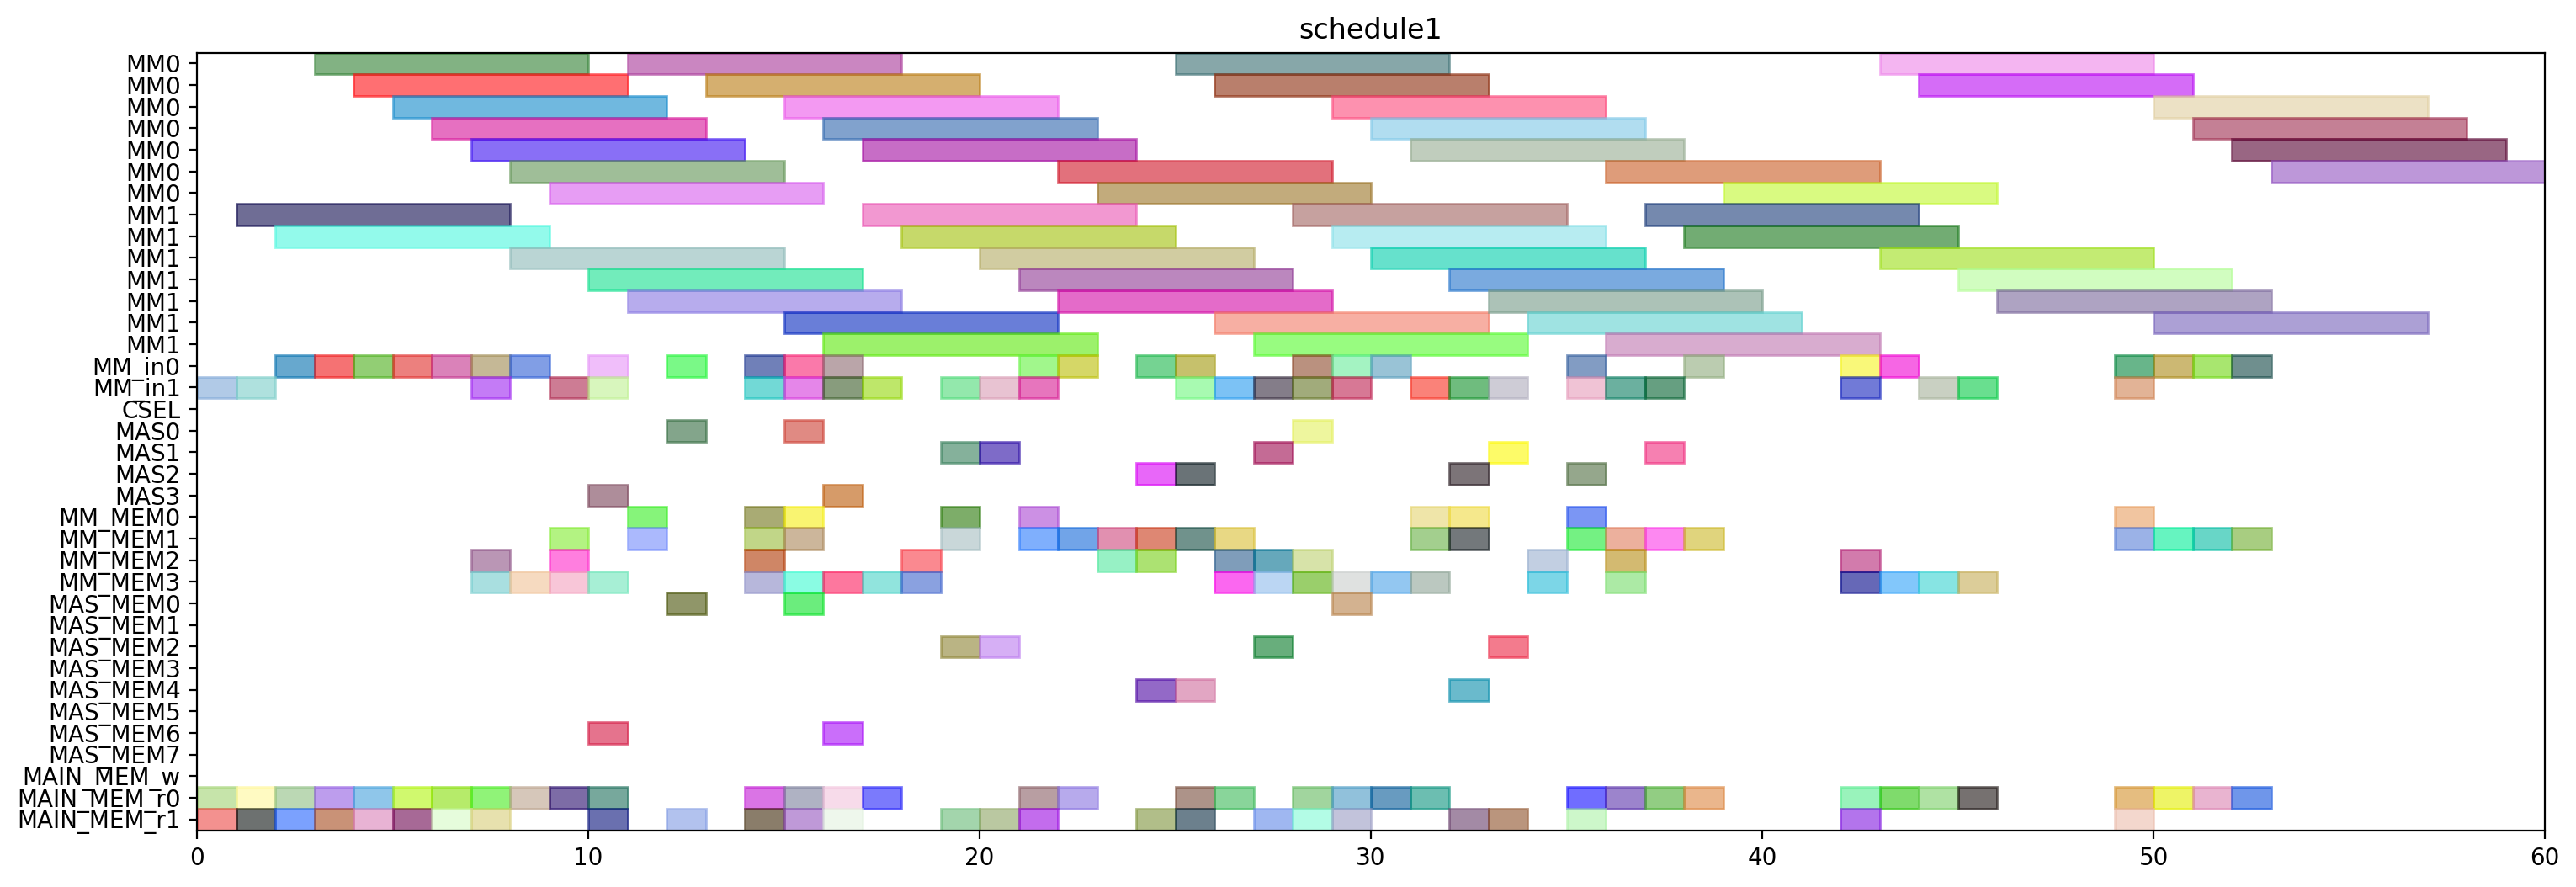 schedule1
MM0
MM0
MM0
MM0
MM0
MM0
MM0
MM1
MM1
MM1
MM1
MM1
MM1
MM1
MM_in0
MM_in1
CSEL
MAS0
MAS1
MAS2
MAS3
MM_MEM0
MM_MEM1
MM_MEM2
MM_MEM3
MAS_MEM0
MAS_MEM1
MAS_MEM2
MAS_MEM3
MAS_MEM4
MAS_MEM5
MAS_MEM6
MAS_MEM7
MAIN_MEM_w
MAIN_MEM_r0
MAIN_MEM_r1
0 10 20 30 40 50 60